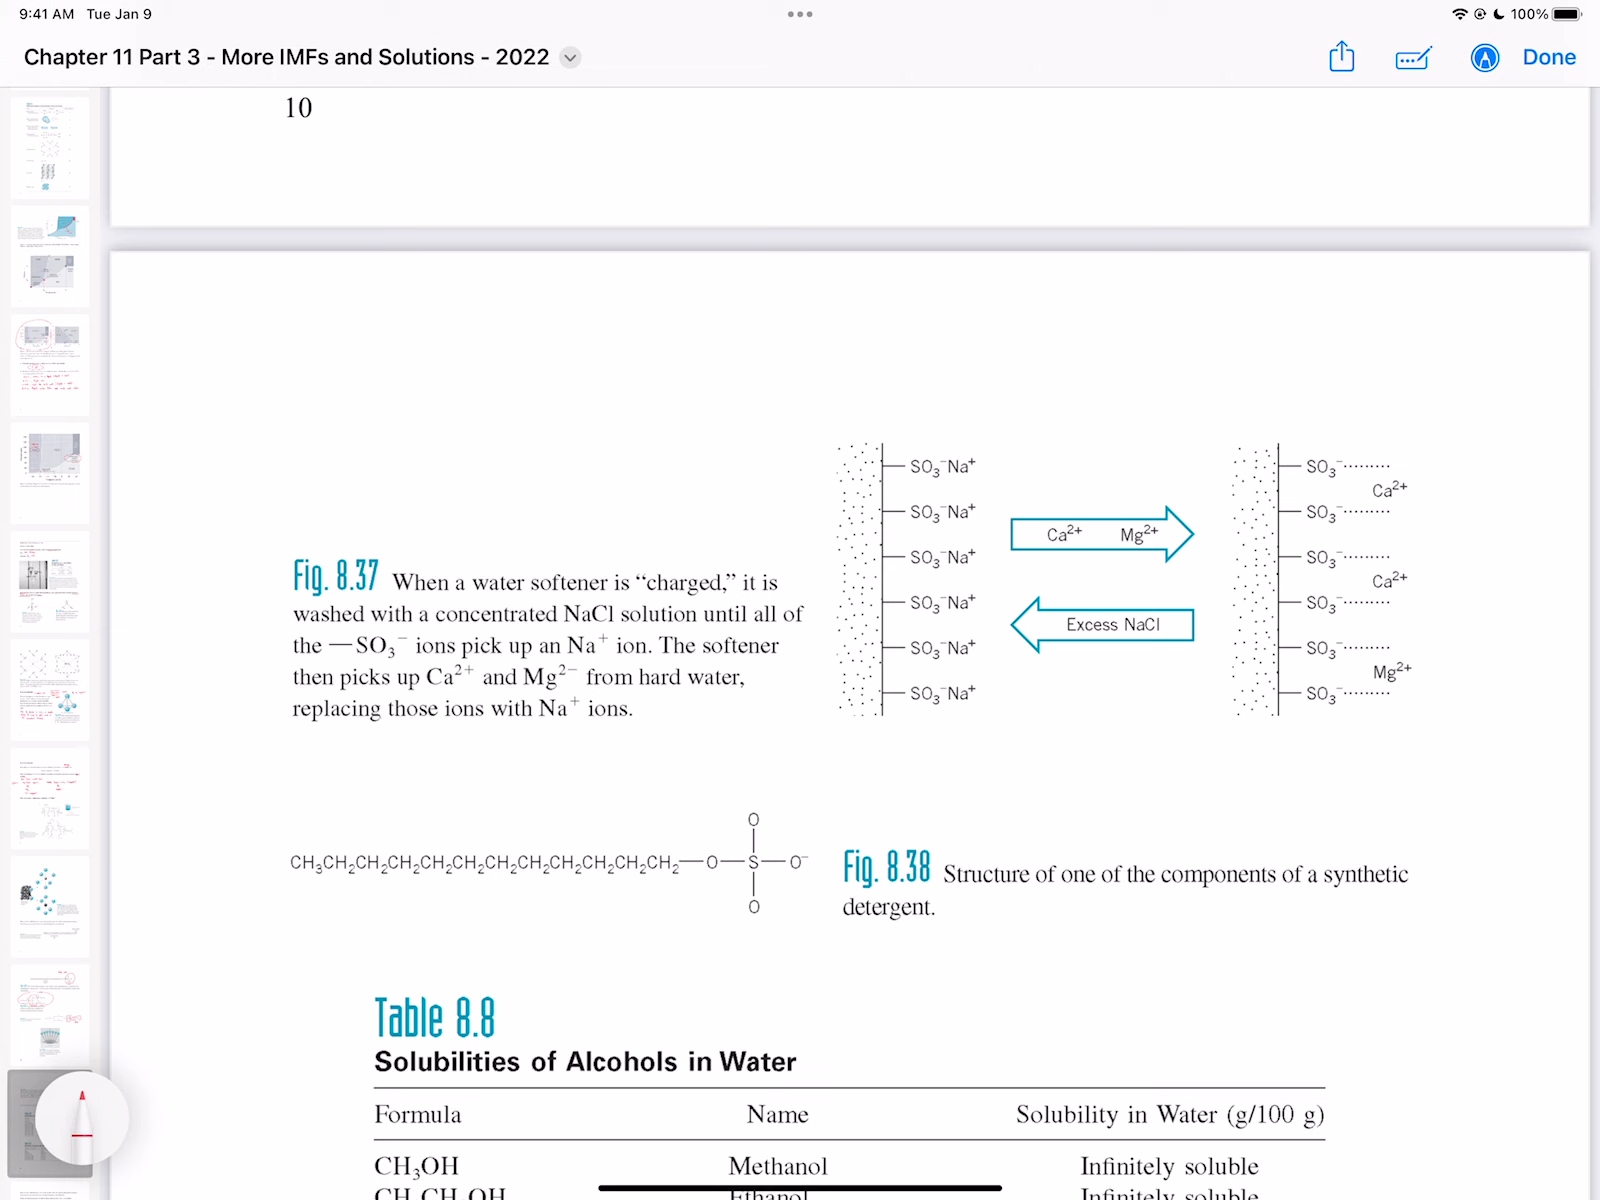 9:41 AM Tue Jan 9
100%
Chapter 11 Part 3 - More IMFs and Solutions - 2022
Done
10
SO₃⁻Na⁺
SO₃⁻Na⁺
SO₃⁻Na⁺
SO₃⁻Na⁺
SO₃⁻Na⁺
SO₃⁻Na⁺
Ca²⁺ Mg²⁺
Excess NaCl
SO₃⁻
Ca²⁺
SO₃⁻
SO₃⁻
Ca²⁺
SO₃⁻
SO₃⁻
Mg²⁺
SO₃⁻
Fig. 8.37 When a water softener is “charged,” it is
washed with a concentrated NaCl solution until all of
the —SO₃⁻ ions pick up an Na⁺ ion. The softener
then picks up Ca²⁺ and Mg²⁻ from hard water,
replacing those ions with Na⁺ ions.
O
CH₃CH₂CH₂CH₂CH₂CH₂CH₂CH₂CH₂CH₂CH₂CH₂—O—S—O⁻
O
Fig. 8.38 Structure of one of the components of a synthetic
detergent.
Table 8.8
Solubilities of Alcohols in Water
Formula Name Solubility in Water (g/100 g)
CH₃OH Methanol Infinitely soluble
CH₃CH₂OH Ethanol Infinitely soluble